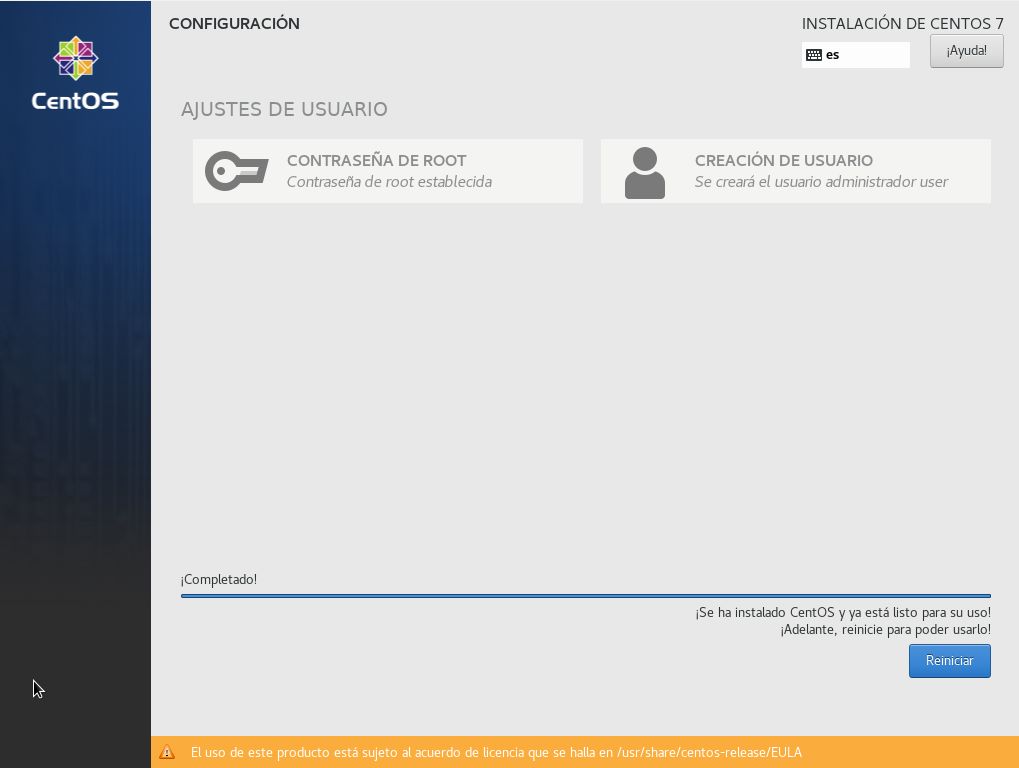 CONFIGURACIÓN
INSTALACIÓN DE CENTOS 7
es
¡Ayuda!
CentOS
AJUSTES DE USUARIO
CONTRASEÑA DE ROOT
Contraseña de root establecida
CREACIÓN DE USUARIO
Se creará el usuario administrador user
¡Completado!
¡Se ha instalado CentOS y ya está listo para su uso!
¡Adelante, reinicie para poder usarlo!
Reiniciar
El uso de este producto está sujeto al acuerdo de licencia que se halla en /usr/share/centos-release/EULA